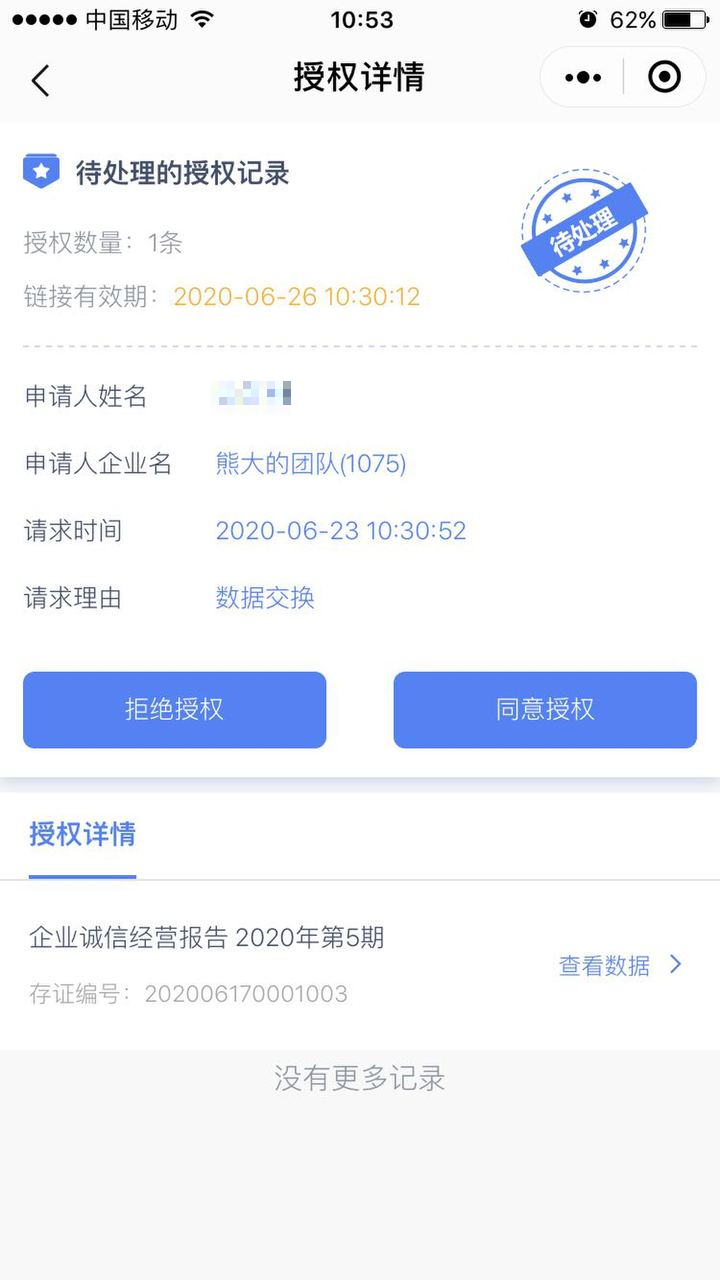 中国移动
10:53
62%
授权详情
待处理的授权记录
待处理
授权数量：1条
链接有效期：2020-06-26 10:30:12
申请人姓名
申请人企业名 熊大的团队(1075)
请求时间 2020-06-23 10:30:52
请求理由 数据交换
拒绝授权 同意授权
授权详情
企业诚信经营报告 2020年第5期
查看数据
存证编号：202006170001003
没有更多记录